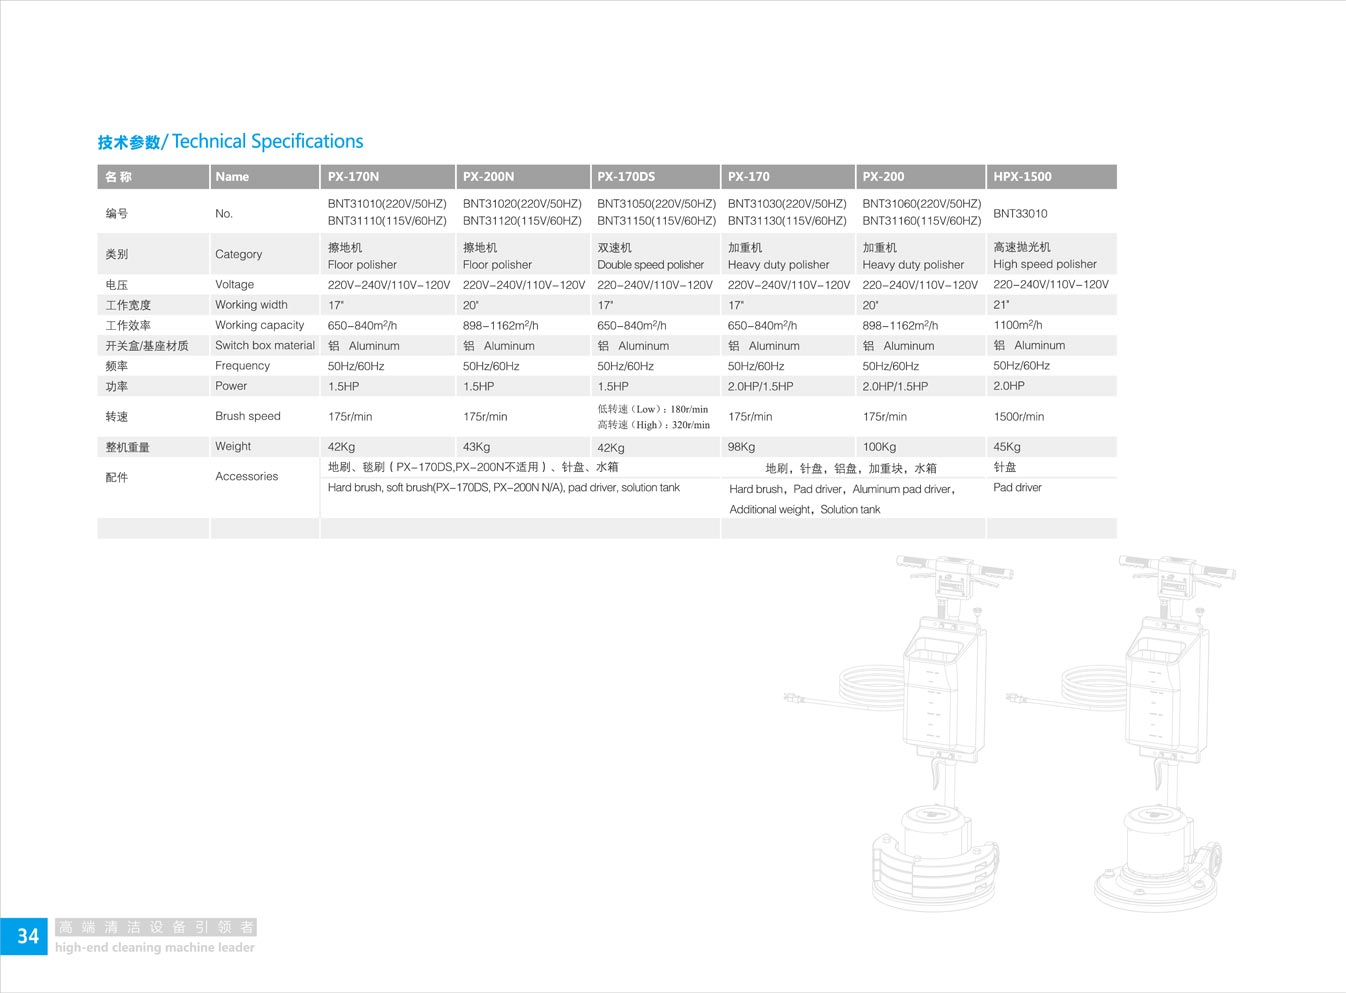 技术参数/ Technical Specifications
名 称 Name PX-170N PX-200N PX-170DS PX-170 PX-200 HPX-1500
编号 No. BNT31010(220V/50HZ) BNT31020(220V/50HZ) BNT31050(220V/50HZ) BNT31030(220V/50HZ) BNT31060(220V/50HZ) BNT33010
BNT31110(115V/60HZ) BNT31120(115V/60HZ) BNT31150(115V/60HZ) BNT31130(115V/60HZ) BNT31160(115V/60HZ)
类别 Category 擦地机 擦地机 双速机 加重机 加重机 高速抛光机
Floor polisher Floor polisher Double speed polisher Heavy duty polisher Heavy duty polisher High speed polisher
电压 Voltage 220V-240V/110V-120V 220V-240V/110V-120V 220-240V/110V-120V 220V-240V/110V-120V 220-240V/110V-120V 220-240V/110V-120V
工作宽度 Working width 17" 20" 17" 17" 20" 21"
工作效率 Working capacity 650-840m²/h 898-1162m²/h 650-840m²/h 650-840m²/h 898-1162m²/h 1100m²/h
开关盒/基座材质 Switch box material 铝 Aluminum 铝 Aluminum 铝 Aluminum 铝 Aluminum 铝 Aluminum 铝 Aluminum
频率 Frequency 50Hz/60Hz 50Hz/60Hz 50Hz/60Hz 50Hz/60Hz 50Hz/60Hz 50Hz/60Hz
功率 Power 1.5HP 1.5HP 1.5HP 2.0HP/1.5HP 2.0HP/1.5HP 2.0HP
转速 Brush speed 175r/min 175r/min 低转速（Low）: 180r/min 175r/min 175r/min 1500r/min
高转速（High）: 320r/min
整机重量 Weight 42Kg 43Kg 42Kg 98Kg 100Kg 45Kg
配件 Accessories 地刷、毯刷（PX-170DS,PX-200N不适用）、针盘、水箱 地刷，针盘，铝盘，加重块，水箱 针盘
Hard brush, soft brush(PX-170DS, PX-200N N/A), pad driver, solution tank Hard brush，Pad driver，Aluminum pad driver， Pad driver
Additional weight，Solution tank
34 高端清洁设备引领者
high-end cleaning machine leader